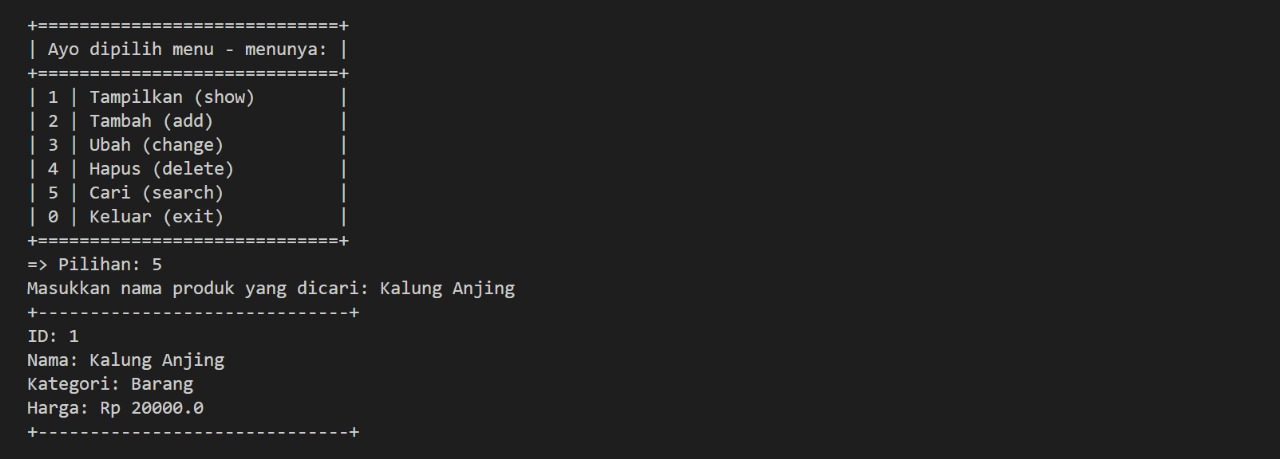 +=============================+
| Ayo dipilih menu - menunya: |
+=============================+
| 1 | Tampilkan (show)        |
| 2 | Tambah (add)            |
| 3 | Ubah (change)           |
| 4 | Hapus (delete)          |
| 5 | Cari (search)           |
| 0 | Keluar (exit)           |
+=============================+
=> Pilihan: 5
Masukkan nama produk yang dicari: Kalung Anjing
+------------------------------+
ID: 1
Nama: Kalung Anjing
Kategori: Barang
Harga: Rp 20000.0
+------------------------------+